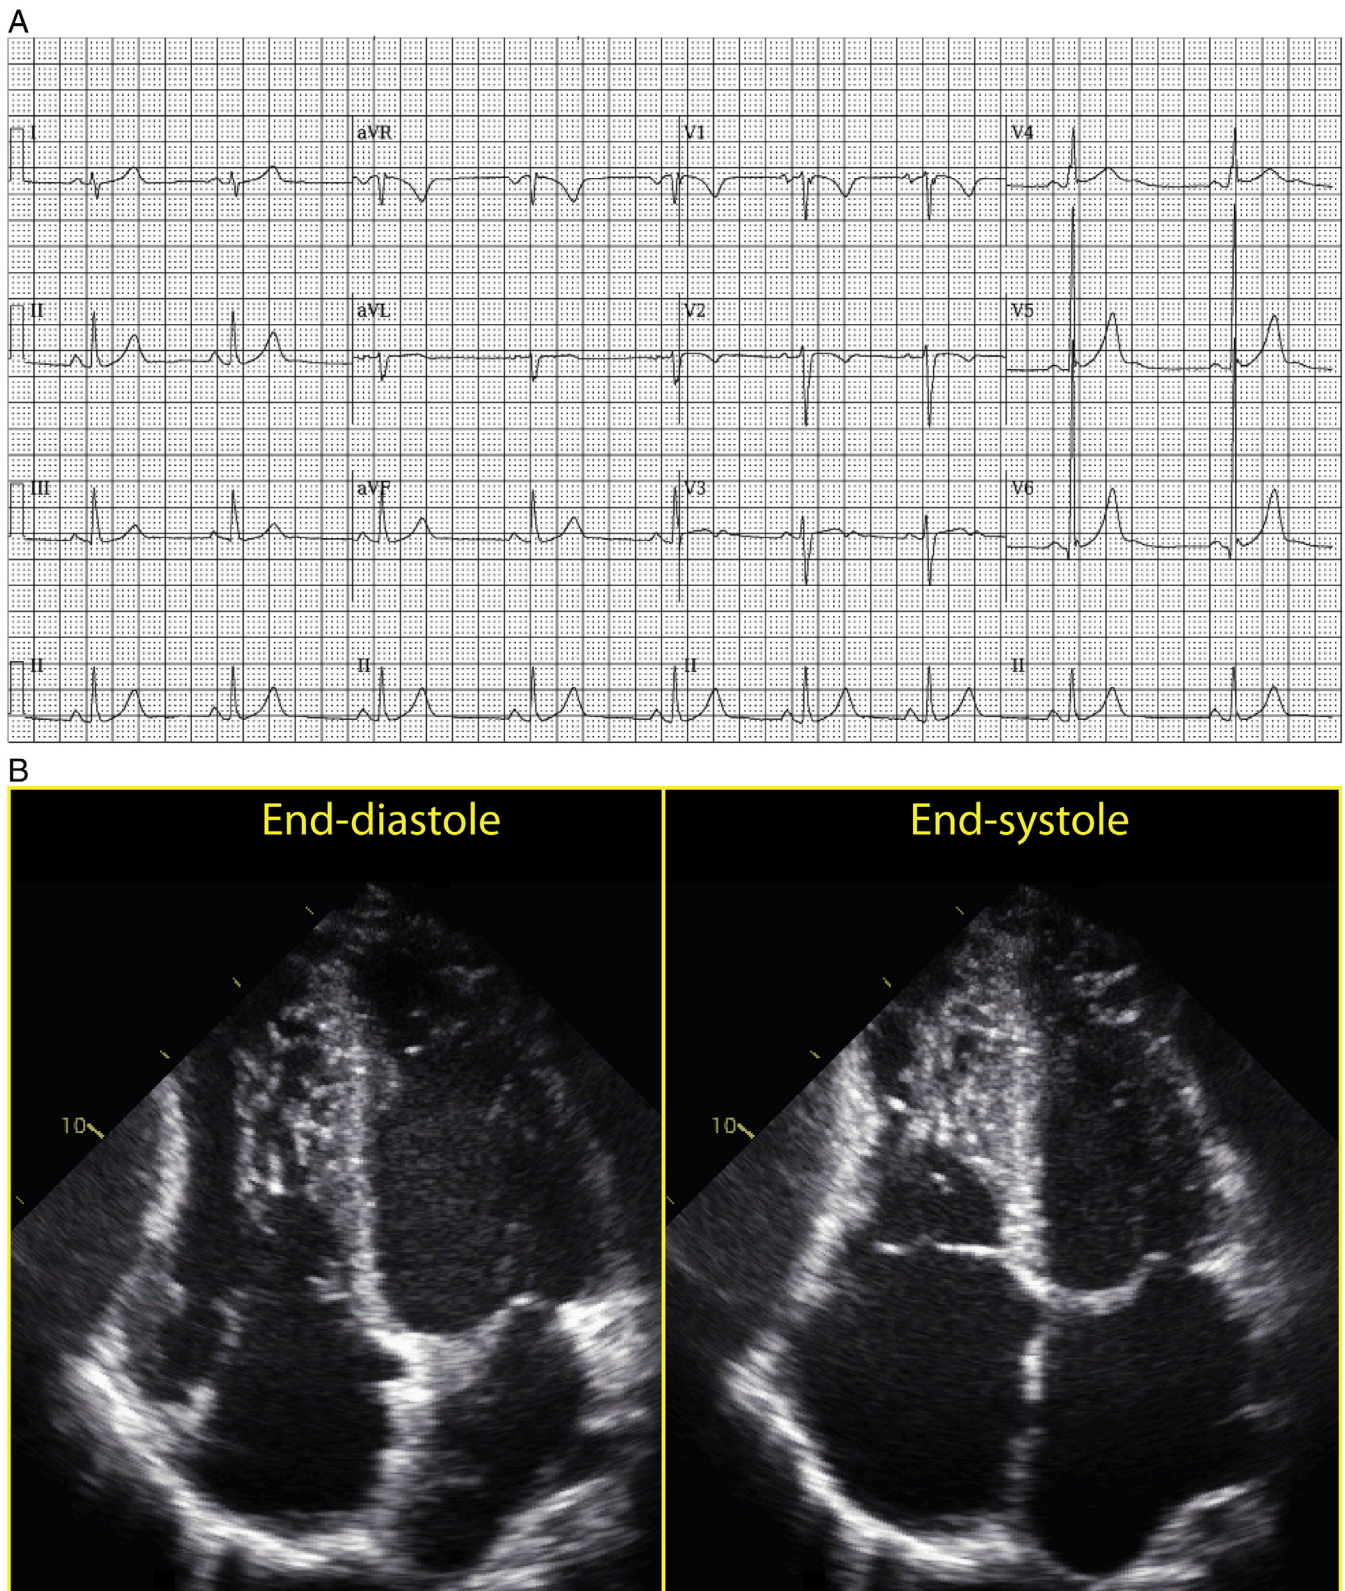 A
I aVR V1 V4
II aVL V2 V5
III aVF V3 V6
II II II II
B
End-diastole End-systole
10 10